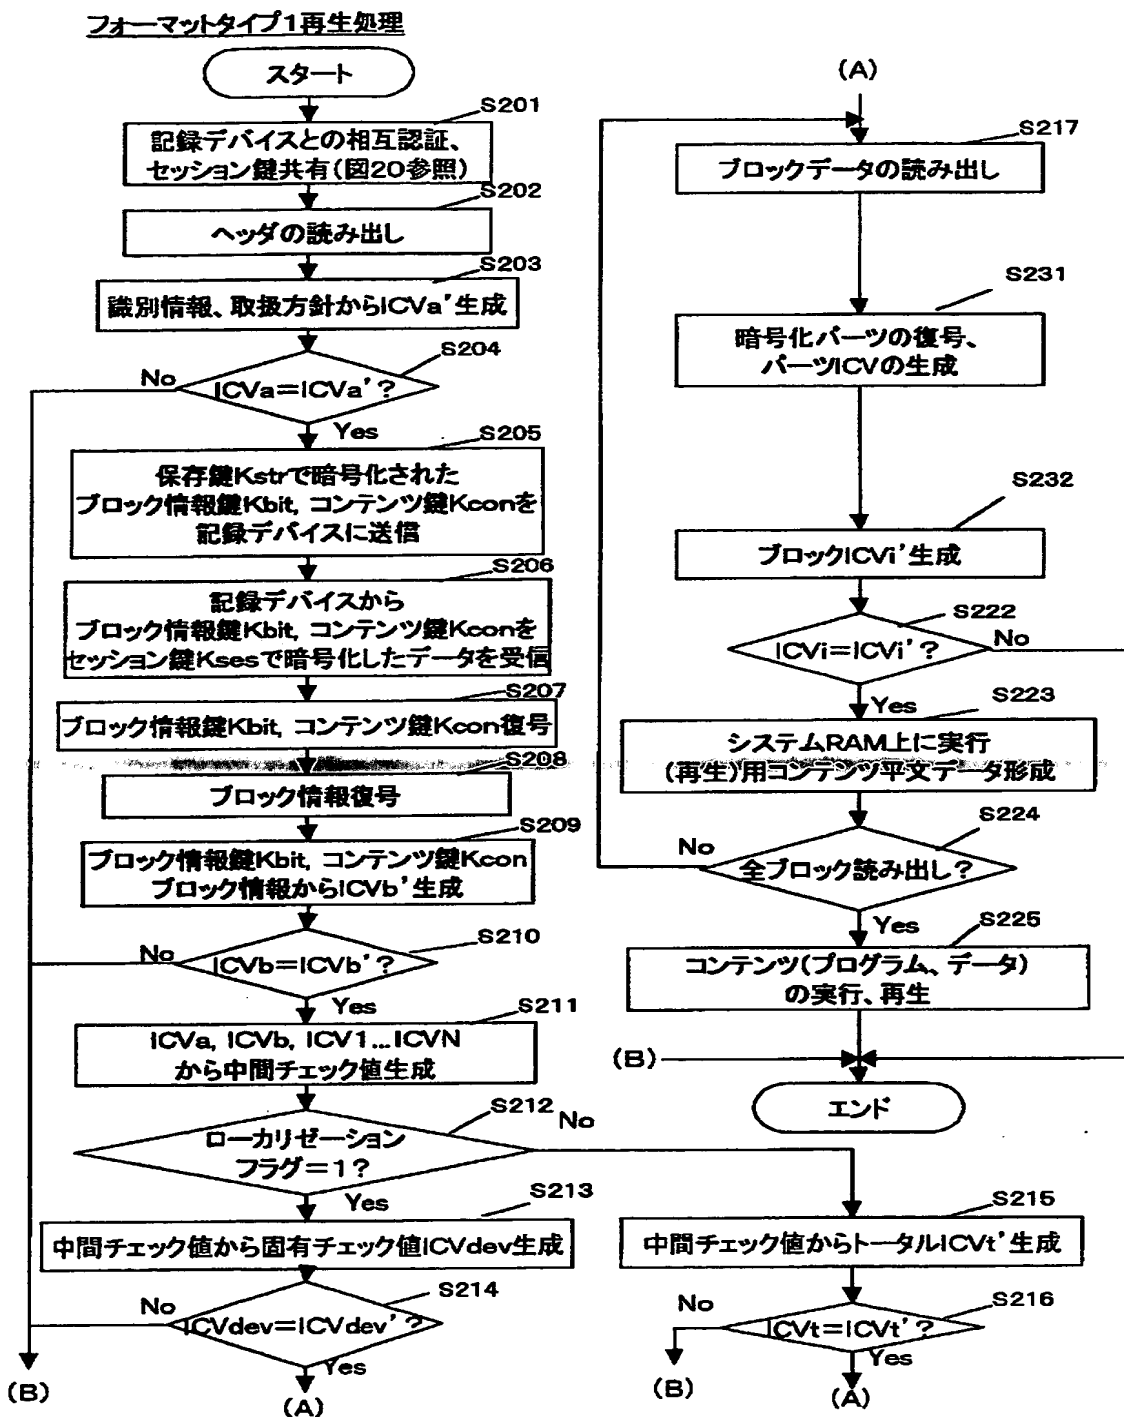 フォーマットタイプ1再生処理
スタート
S201
記録デバイスとの相互認証、
セッション鍵共有(図20参照)
S202
ヘッダの読み出し
S203
識別情報、取扱方針からICVa'生成
S204
ICVa=ICVa'?
No
Yes
S205
保存鍵Kstrで暗号化された
ブロック情報鍵Kbit, コンテンツ鍵Kconを
記録デバイスに送信
S206
記録デバイスから
ブロック情報鍵Kbit, コンテンツ鍵Kconを
セッション鍵Ksesで暗号化したデータを受信
S207
ブロック情報鍵Kbit, コンテンツ鍵Kcon復号
S208
ブロック情報復号
S209
ブロック情報鍵Kbit, コンテンツ鍵Kcon
ブロック情報からICVb'生成
S210
No
ICVb=ICVb'?
Yes
S211
ICVa, ICVb, ICV1...ICVN
から中間チェック値生成
S212
No
ローカリゼーション
フラグ=1?
Yes
S213
中間チェック値から固有チェック値ICVdev生成
S214
No
ICVdev=ICVdev'?
Yes
(B)
(A)
(A)
S217
ブロックデータの読み出し
S231
暗号化パーツの復号、
パーツICVの生成
S232
ブロックICVi'生成
S222
ICVi=ICVi'?
No
Yes
S223
システムRAM上に実行
(再生)用コンテンツ平文データ形成
S224
No
全ブロック読み出し?
Yes
S225
コンテンツ(プログラム、データ)
の実行、再生
(B)
エンド
S215
中間チェック値からトータルICVt'生成
S216
No
ICVt=ICVt'?
Yes
(B)
(A)